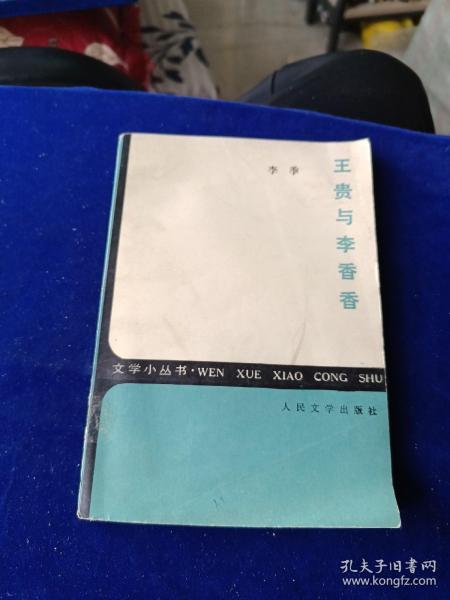 王贵与李香香
李季
文学小丛书·WEN XUE XIAO CONG SHU
人民文学出版社
孔夫子旧书网
www.kongfz.com